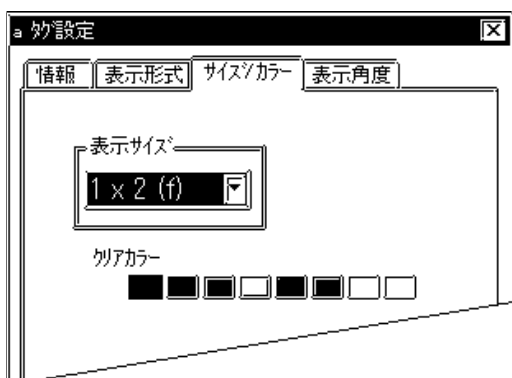 a ﾀｸﾞ設定
情報 表示形式 ｻｲｽﾞ/ｶﾗｰ 表示角度
表示ｻｲｽﾞ
1 x 2 (f)
ｸﾘｱｶﾗｰ